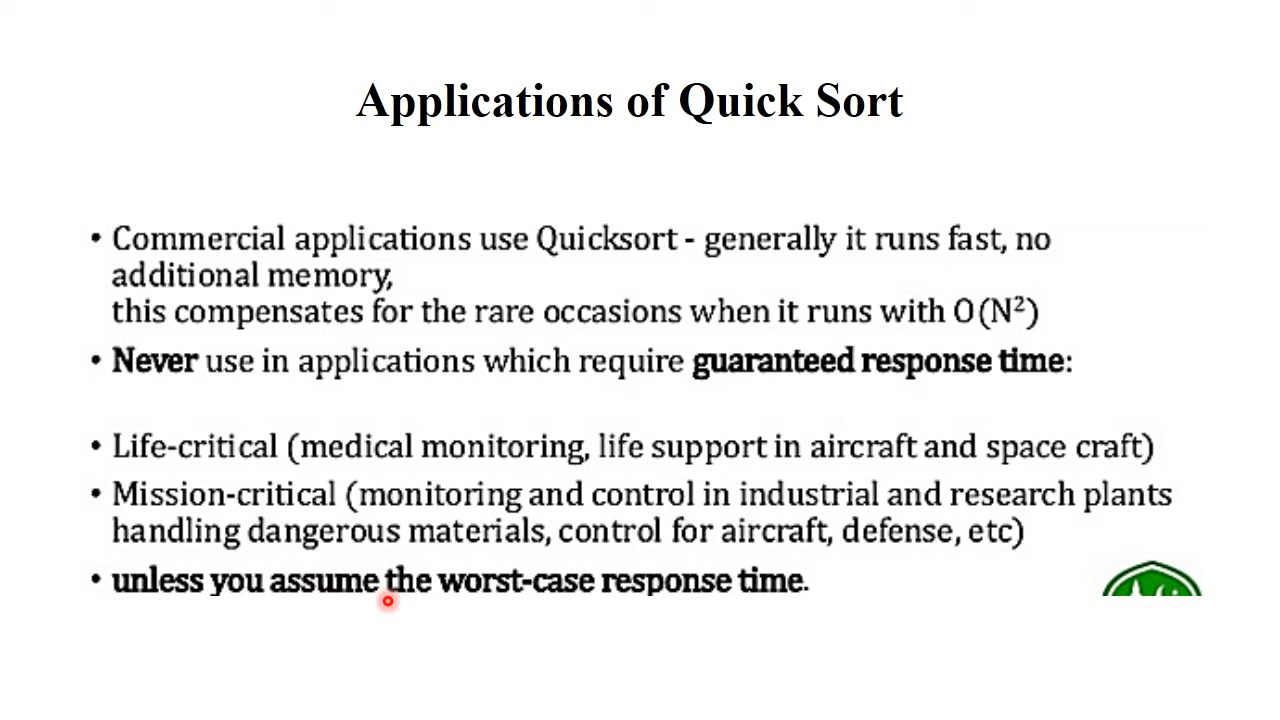 Applications of Quick Sort
• Commercial applications use Quicksort - generally it runs fast, no
additional memory,
this compensates for the rare occasions when it runs with O(N²)
• Never use in applications which require guaranteed response time:
• Life-critical (medical monitoring, life support in aircraft and space craft)
• Mission-critical (monitoring and control in industrial and research plants
handling dangerous materials, control for aircraft, defense, etc)
• unless you assume the worst-case response time.